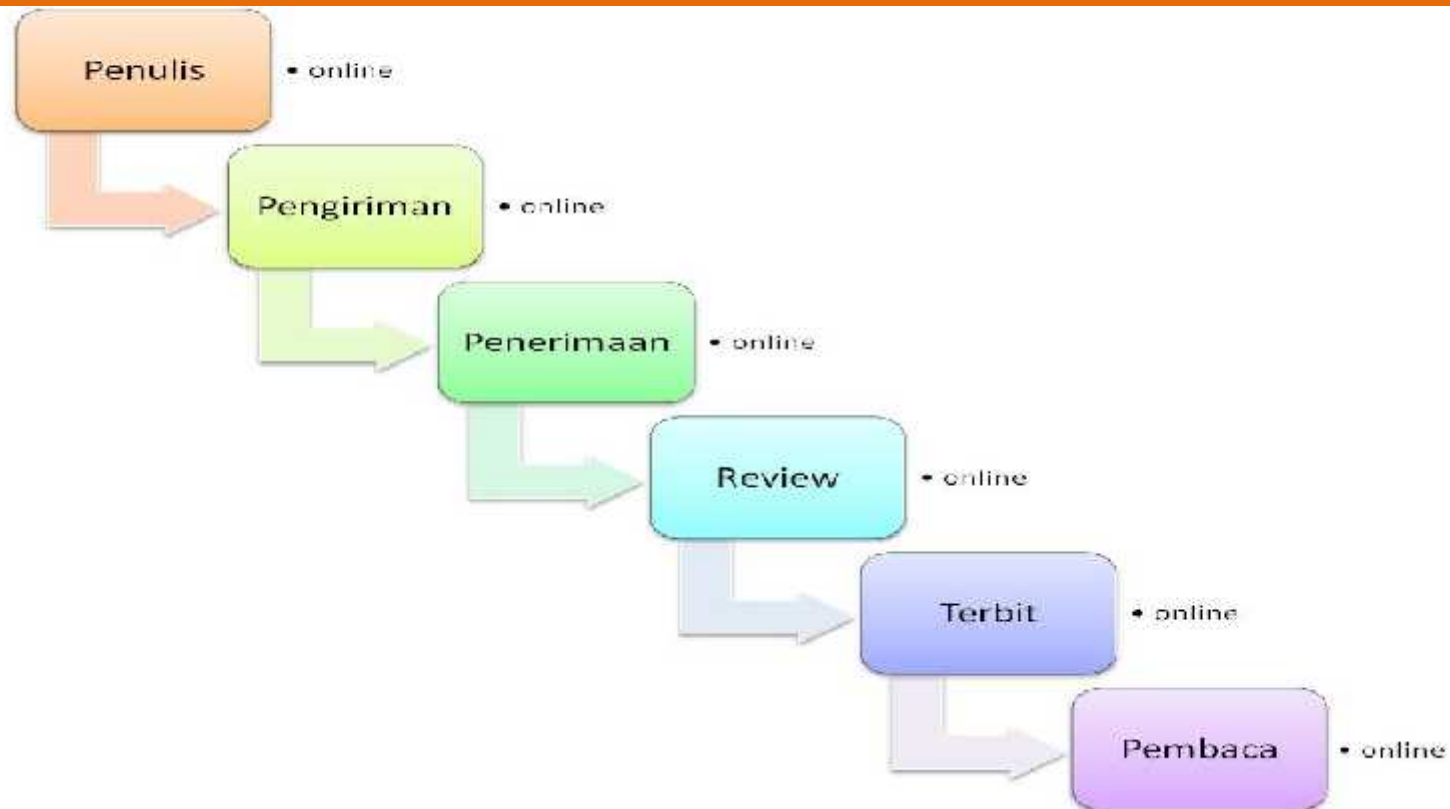 Penulis
• online
Pengiriman
• online
Penerimaan
• online
Review
• online
Terbit
• online
Pembaca
• online